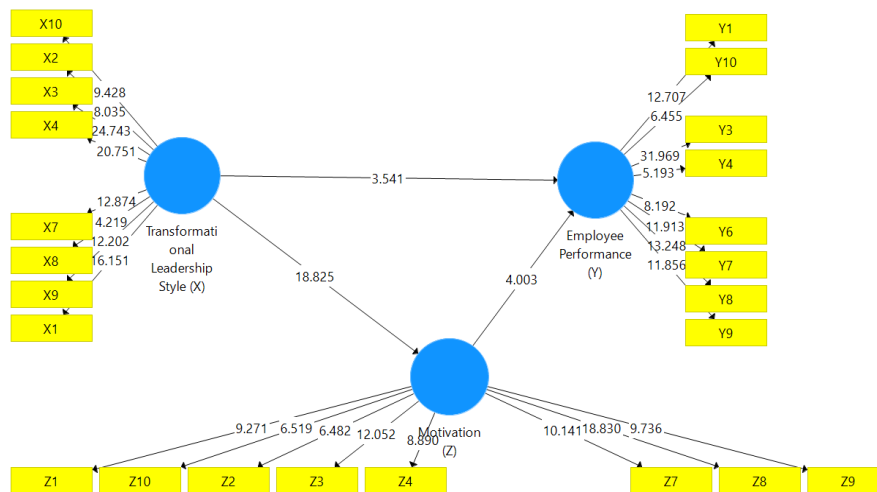 X10
X2
X3
X4
X7
X8
X9
X1
9.428
8.035
24.743
20.751
12.874
4.219
12.202
16.151
Transformati
onal
Leadership
Style (X)
3.541
18.825
4.003
Y1
Y10
Y3
Y4
Y6
Y7
Y8
Y9
12.707
6.455
31.969
5.193
8.192
11.913
13.248
11.856
Employee
Performance
(Y)
Motivation
(Z)
9.271
6.519
6.482
12.052
8.890
10.141
18.830
9.736
Z1
Z10
Z2
Z3
Z4
Z7
Z8
Z9